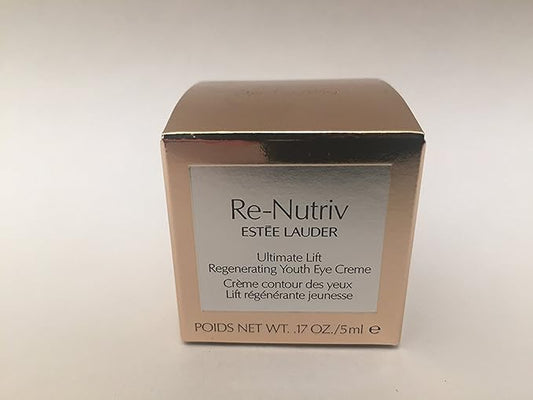 Re-Nutriv
ESTĒE LAUDER
Ultimate Lift
Regenerating Youth Eye Creme
Crème contour des yeux
Lift régénérante jeunesse
POIDS NET WT. .17 OZ./5ml ℮